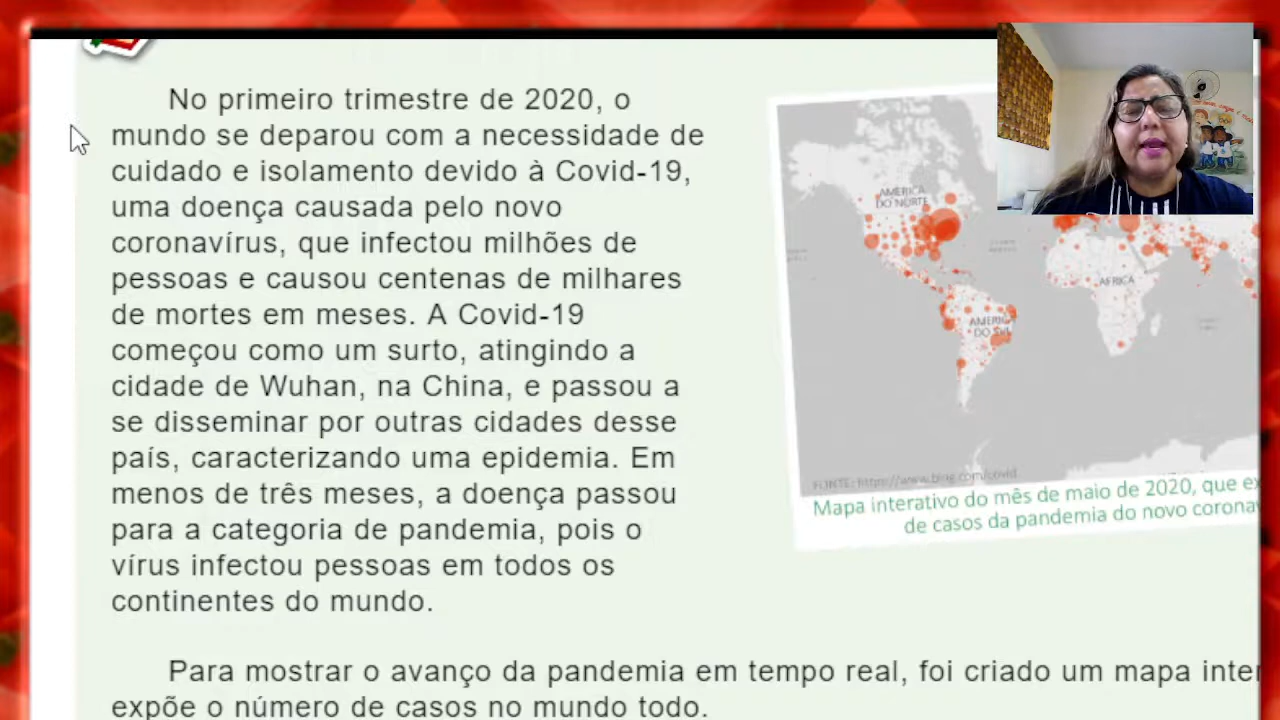 No primeiro trimestre de 2020, o
mundo se deparou com a necessidade de
cuidado e isolamento devido à Covid-19,
uma doença causada pelo novo
coronavírus, que infectou milhões de
pessoas e causou centenas de milhares
de mortes em meses. A Covid-19
começou como um surto, atingindo a
cidade de Wuhan, na China, e passou a
se disseminar por outras cidades desse
país, caracterizando uma epidemia. Em
menos de três meses, a doença passou
para a categoria de pandemia, pois o
vírus infectou pessoas em todos os
continentes do mundo.
AMÉRICA
DO NORTE
ÁFRICA
AMÉRICA
DO SUL
FONTE: https://www.bing.com/covid
Mapa interativo do mês de maio de 2020, que ex
de casos da pandemia do novo corona
Para mostrar o avanço da pandemia em tempo real, foi criado um mapa inter
expõe o número de casos no mundo todo.